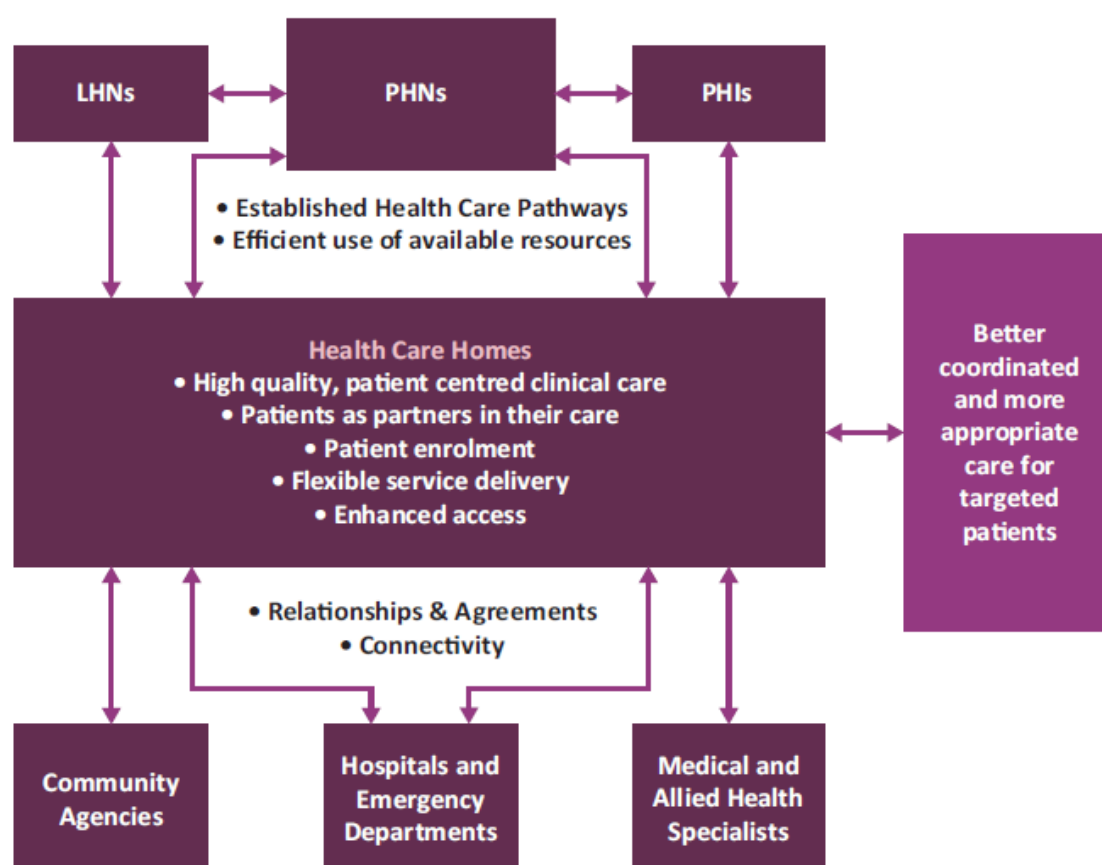 LHNs
PHNs
PHIs
• Established Health Care Pathways
• Efficient use of available resources
Health Care Homes
• High quality, patient centred clinical care
• Patients as partners in their care
• Patient enrolment
• Flexible service delivery
• Enhanced access
Better
coordinated
and more
appropriate
care for
targeted
patients
• Relationships & Agreements
• Connectivity
Community
Agencies
Hospitals and
Emergency
Departments
Medical and
Allied Health
Specialists